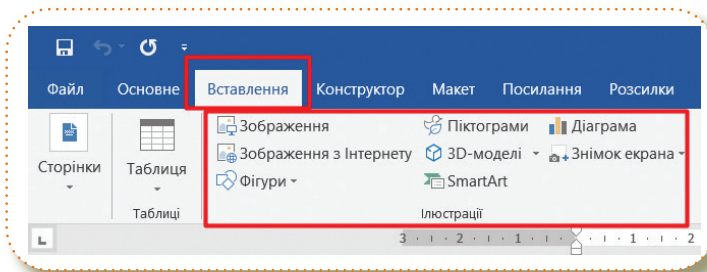 Файл Основне Вставлення Конструктор Макет Посилання Розсилки
Зображення Піктограми Діаграма
Зображення з Інтернету 3D-моделі Знімок екрана
Сторінки Таблиця
Фігури SmartArt
Таблиці Ілюстрації
L 3 2 1 1 2